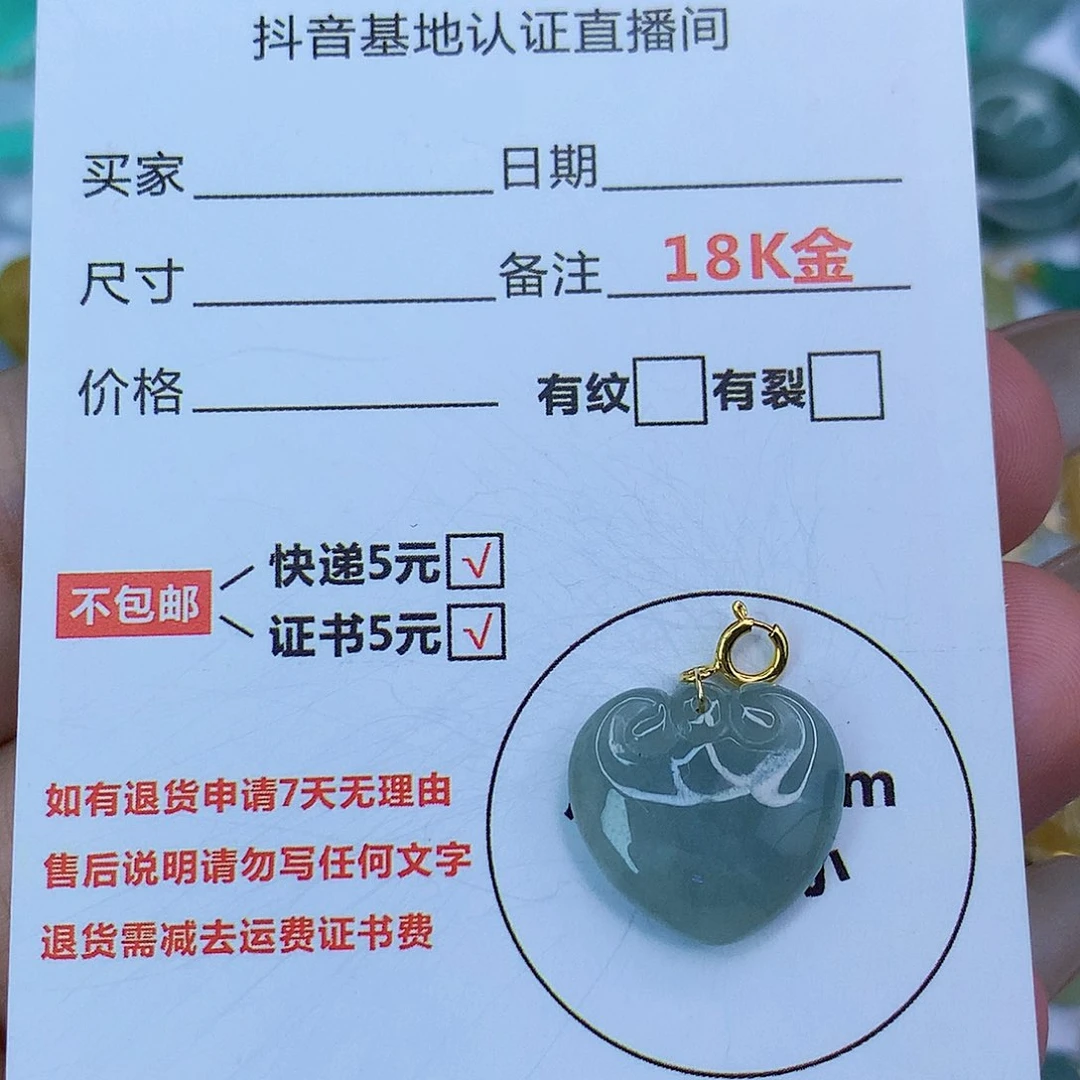 抖音基地认证直播间
买家 日期
尺寸 备注 18K金
价格 有纹 有裂
快递5元 √
不包邮
证书5元 √
如有退货申请7天无理由
售后说明请勿写任何文字
退货需减去运费证书费
m